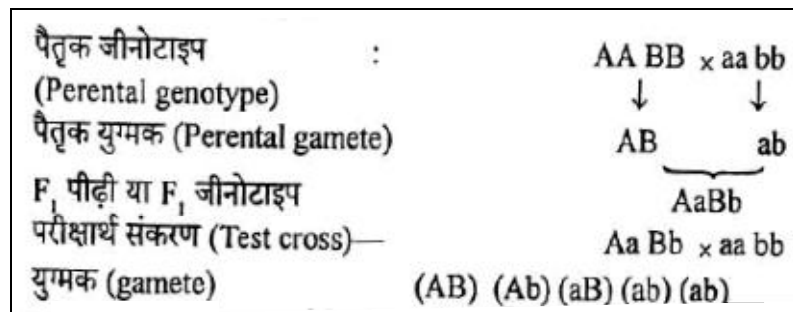 पैतृक जीनोटाइप : AA BB × aa bb
(Perental genotype) ↓ ↓
पैतृक युग्मक (Perental gamete) AB ab
F₁ पीढ़ी या F₁ जीनोटाइप AaBb
परीक्षार्थ संकरण (Test cross)— Aa Bb × aa bb
युग्मक (gamete) (AB) (Ab) (aB) (ab) (ab)